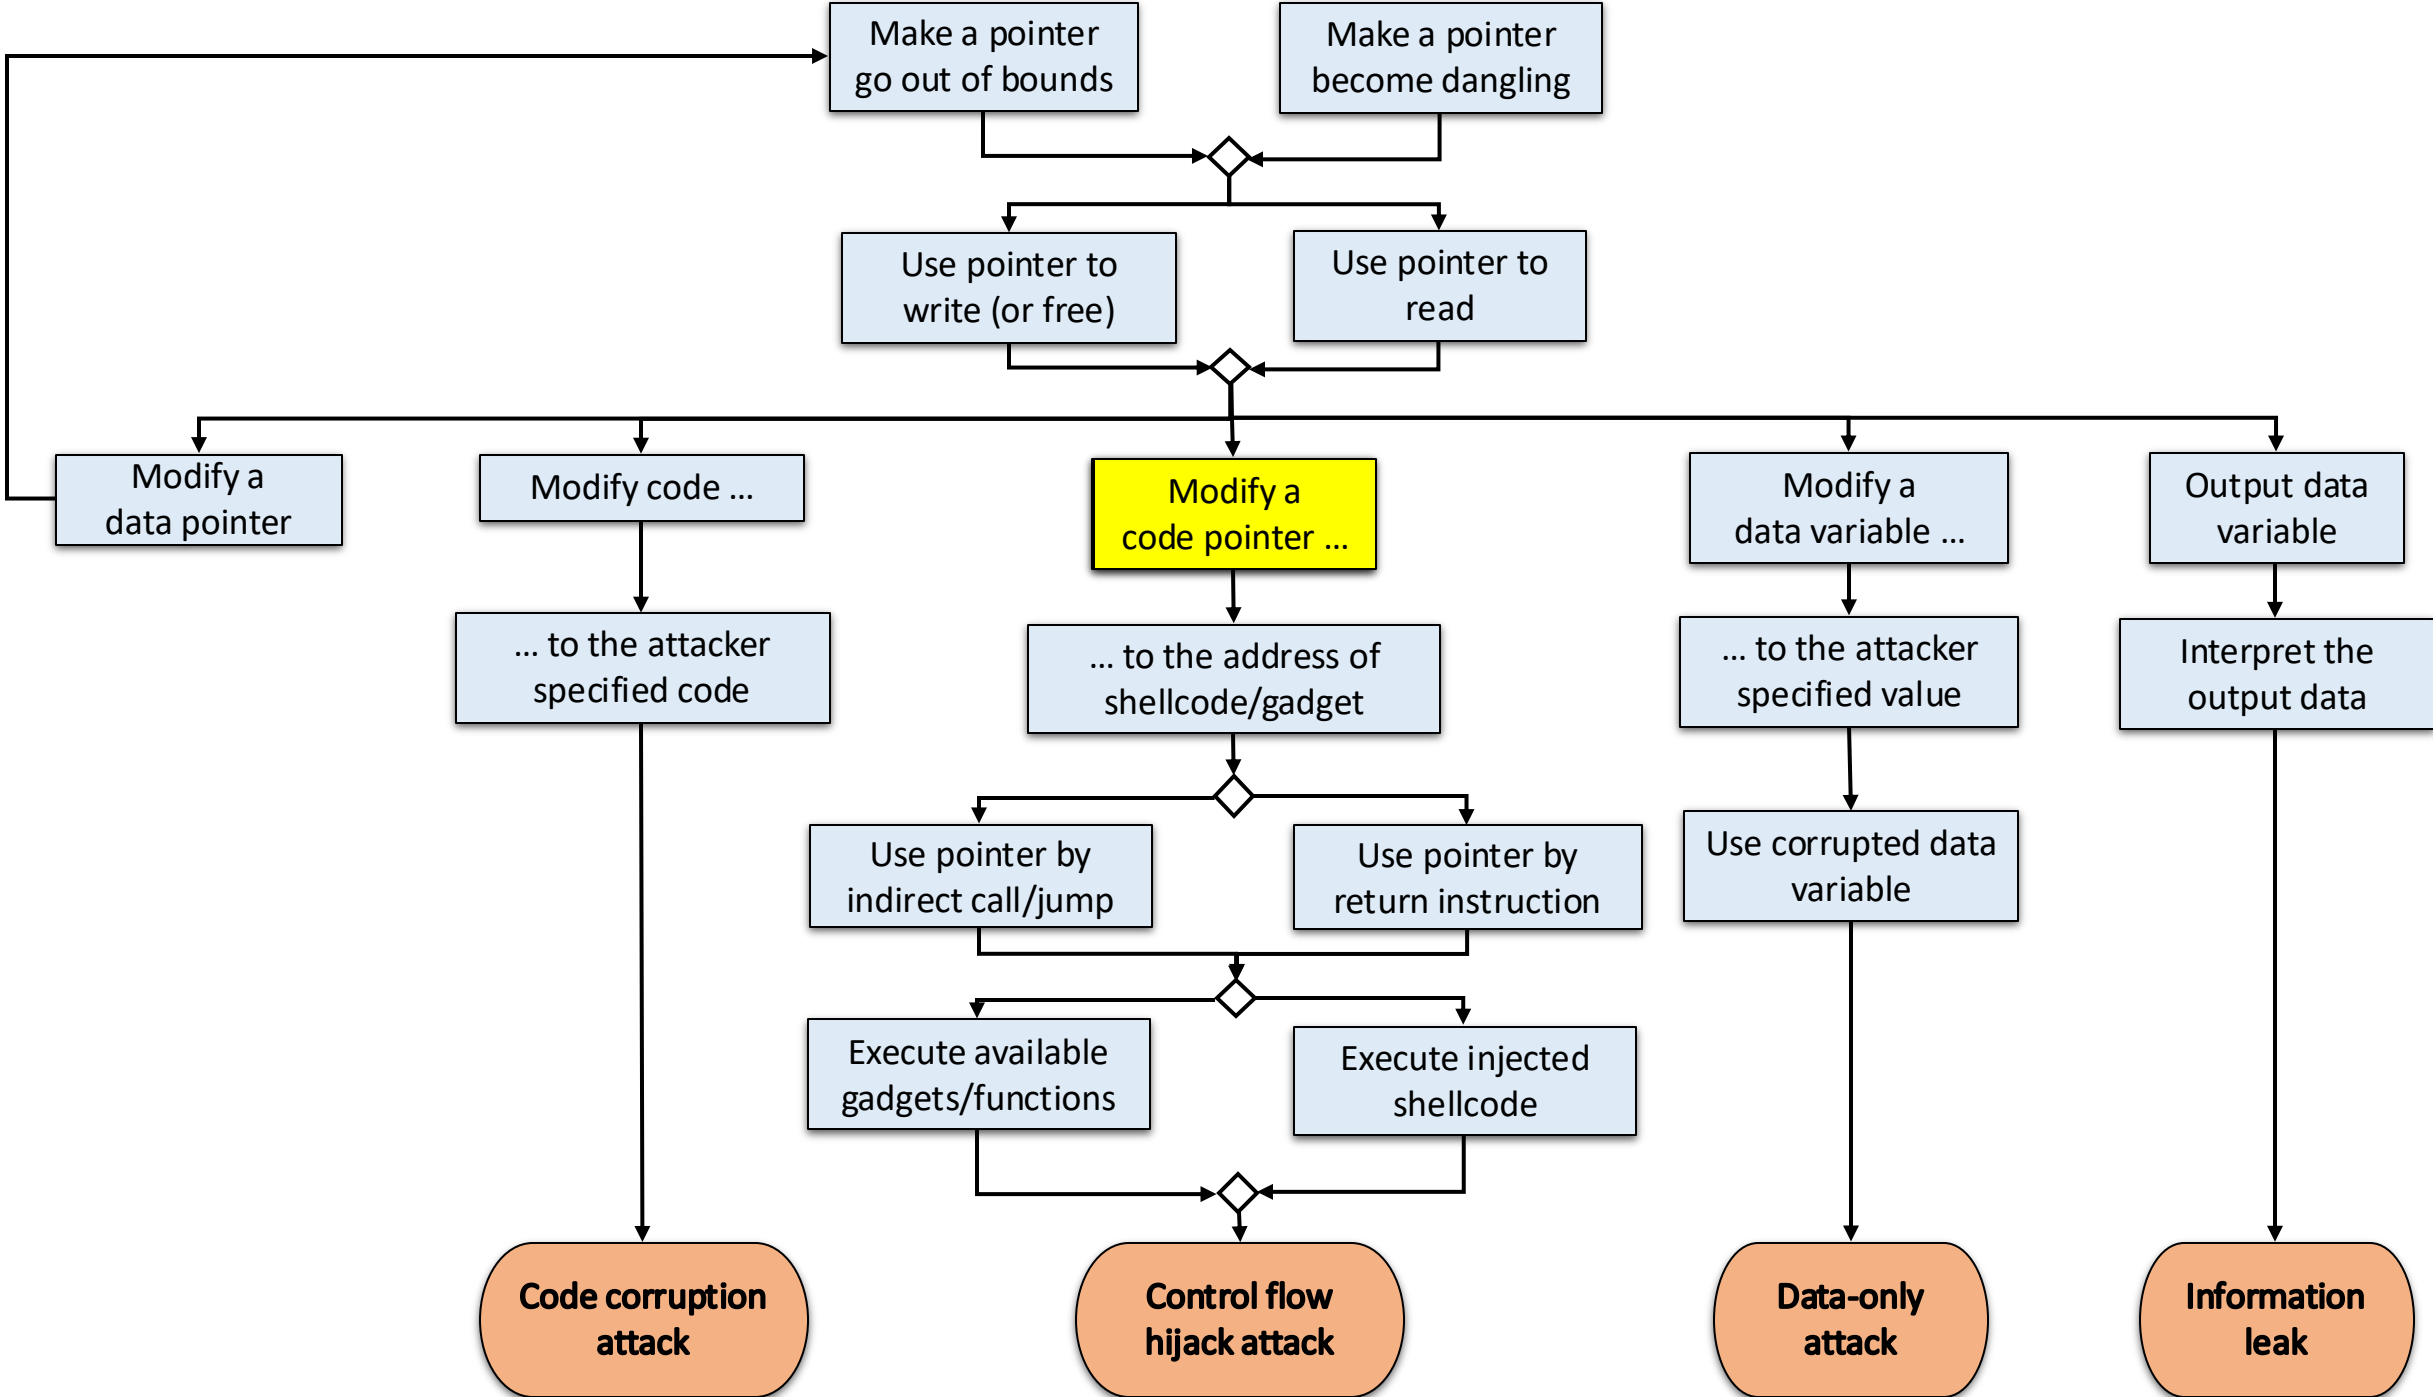 Make a pointer
go out of bounds
Make a pointer
become dangling
Use pointer to
write (or free)
Use pointer to
read
Modify a
data pointer
Modify code ...
Modify a
code pointer ...
Modify a
data variable ...
Output data
variable
... to the attacker
specified code
... to the address of
shellcode/gadget
... to the attacker
specified value
Interpret the
output data
Use pointer by
indirect call/jump
Use pointer by
return instruction
Use corrupted data
variable
Execute available
gadgets/functions
Execute injected
shellcode
Code corruption
attack
Control flow
hijack attack
Data-only
attack
Information
leak